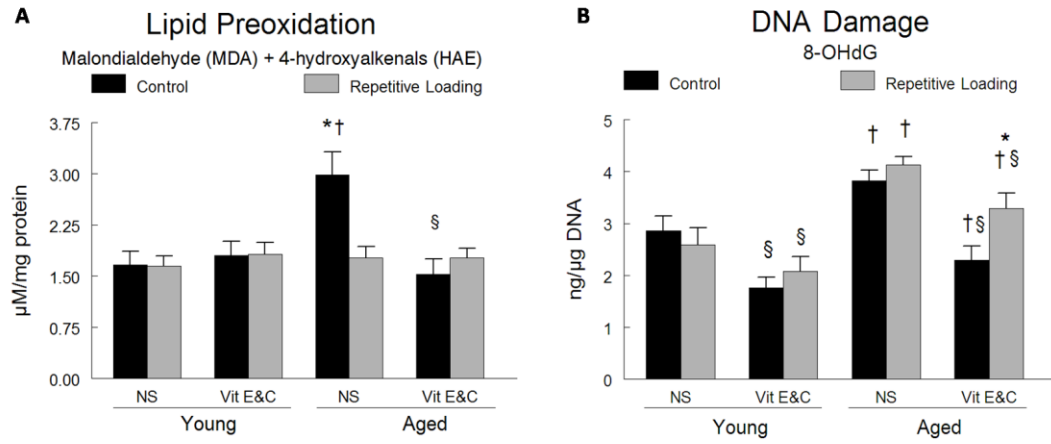 A
Lipid Preoxidation
Malondialdehyde (MDA) + 4-hydroxyalkenals (HAE)
Control
Repetitive Loading
µM/mg protein
3.75
3.00
2.25
1.50
0.75
0.00
*†
§
NS
Vit E&C
NS
Vit E&C
Young
Aged
B
DNA Damage
8-OHdG
Control
Repetitive Loading
ng/µg DNA
5
4
3
2
1
0
§
§
†
†
†§
*
†§
NS
Vit E&C
NS
Vit E&C
Young
Aged